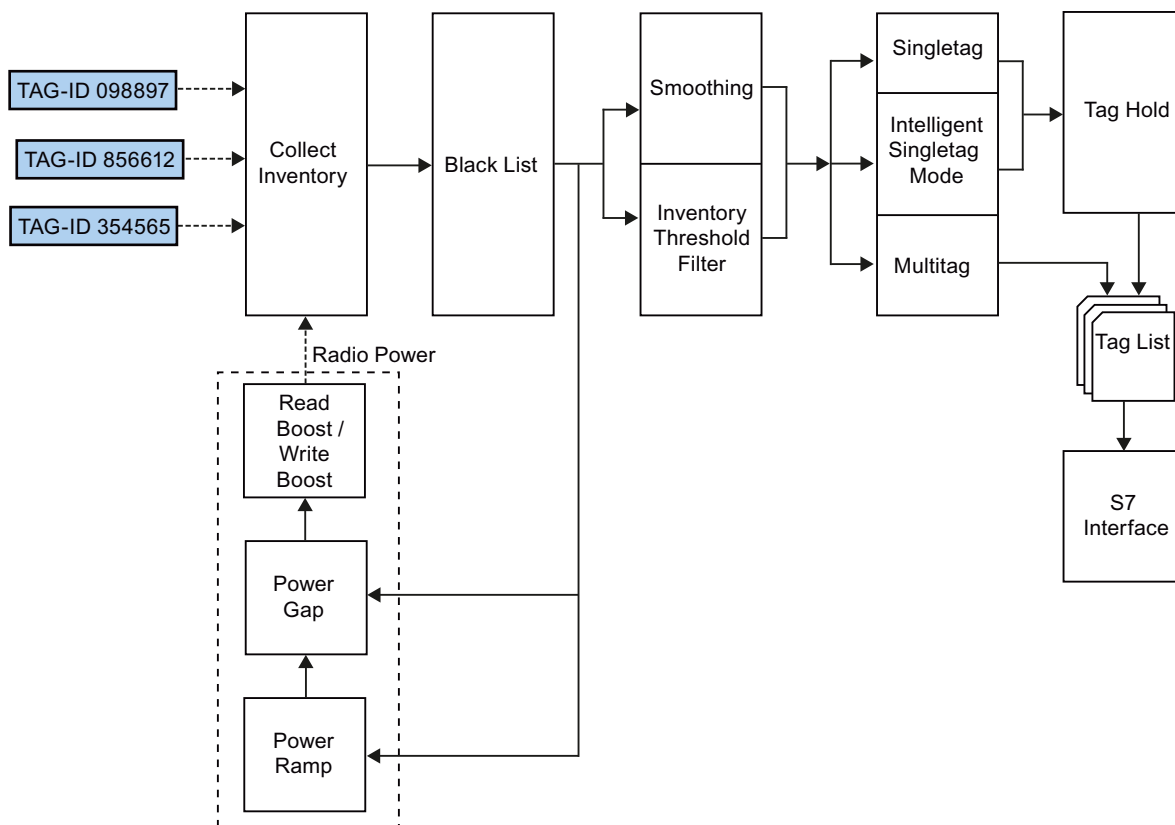 TAG-ID 098897
TAG-ID 856612
TAG-ID 354565
Collect
Inventory
Black List
Smoothing
Inventory
Threshold
Filter
Singletag
Intelligent
Singletag
Mode
Multitag
Tag Hold
Tag List
S7
Interface
Radio Power
Read
Boost /
Write
Boost
Power
Gap
Power
Ramp